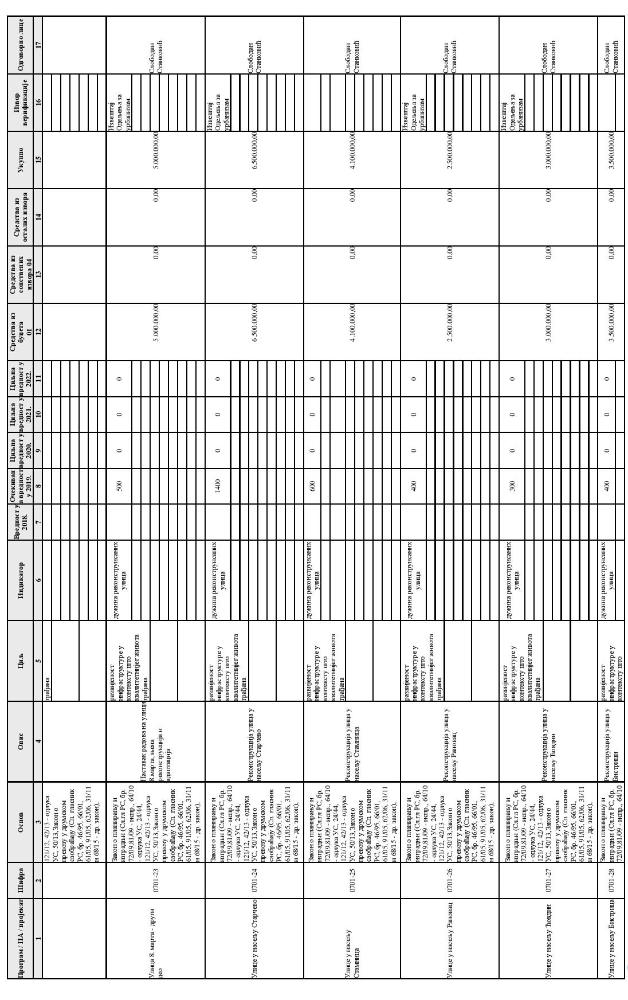 Програм / ПА / пројекат
Шифра
Основ
Опис
Циљ
Индикатор
Вредност у
2018.
Очекиван
а вредност
у 2019.
Циљна
вредност у
2020.
Циљна
вредност у
2021.
Циљна
вредност у
2022.
Средства из
буџета
01
Средства из
сопствених
извора 04
Средства из
осталих извора
Укупно
Извор
верификације
Одговорно лице
1
2
3
4
5
6
7
8
9
10
11
12
13
14
15
16
17
121/12, 42/13 - одлука
УС, 50/13, Закон о
превозу у друмском
саобраћају (Сл. гласник
РС, бр. 46/95, 66/01,
61/05, 91/05, 62/06, 31/11
и 68/15 - др. закон),
грађана
Улица 8. марта - други
део
0701-23
Закон о планирању и
изградњи (Сл.гл РС, бр.
72/09,81/09 - испр., 64/10
- одлука УС, 24/44,
121/12, 42/13 - одлука
УС, 50/13, Закон о
превозу у друмском
саобраћају (Сл. гласник
РС, бр. 46/95, 66/01,
61/05, 91/05, 62/06, 31/11
и 68/15 - др. закон),
Наставак радова на улици
8.марта, њена
реконструкција и
адаптација
развијеност
инфраструктуре у
контексту што
квалитетнијег живота
грађана
дужина реконструисаних
улица
500
0
0
0
5.000.000,00
0,00
0,00
5.000.000,00
Извештај
Одељења за
урбанизам
Слободан
Станковић
Улице у насељу Старчево
0701-24
Закон о планирању и
изградњи (Сл.гл РС, бр.
72/09,81/09 - испр., 64/10
- одлука УС, 24/44,
121/12, 42/13 - одлука
УС, 50/13, Закон о
превозу у друмском
саобраћају (Сл. гласник
РС, бр. 46/95, 66/01,
61/05, 91/05, 62/06, 31/11
и 68/15 - др. закон),
Реконструкција улица у
насељу Старчево
развијеност
инфраструктуре у
контексту што
квалитетнијег живота
грађана
дужина реконструисаних
улица
1400
0
0
0
6.500.000,00
0,00
0,00
6.500.000,00
Извештај
Одељења за
урбанизам
Слободан
Станковић
Улице у насељу
Стамница
0701-25
Закон о планирању и
изградњи (Сл.гл РС, бр.
72/09,81/09 - испр., 64/10
- одлука УС, 24/44,
121/12, 42/13 - одлука
УС, 50/13, Закон о
превозу у друмском
саобраћају (Сл. гласник
РС, бр. 46/95, 66/01,
61/05, 91/05, 62/06, 31/11
и 68/15 - др. закон),
Реконструкција улица у
насељу Стамница
развијеност
инфраструктуре у
контексту што
квалитетнијег живота
грађана
дужина реконструисаних
улица
600
0
0
0
4.100.000,00
0,00
0,00
4.100.000,00
Слободан
Станковић
Улице у насељу Рановац
0701-26
Закон о планирању и
изградњи (Сл.гл РС, бр.
72/09,81/09 - испр., 64/10
- одлука УС, 24/44,
121/12, 42/13 - одлука
УС, 50/13, Закон о
превозу у друмском
саобраћају (Сл. гласник
РС, бр. 46/95, 66/01,
61/05, 91/05, 62/06, 31/11
и 68/15 - др. закон),
Реконструкција улица у
насељу Рановац
развијеност
инфраструктуре у
контексту што
квалитетнијег живота
грађана
дужина реконструисаних
улица
400
0
0
0
2.500.000,00
0,00
0,00
2.500.000,00
Извештај
Одељења за
урбанизам
Слободан
Станковић
Улице у насељу Ћовдин
0701-27
Закон о планирању и
изградњи (Сл.гл РС, бр.
72/09,81/09 - испр., 64/10
- одлука УС, 24/44,
121/12, 42/13 - одлука
УС, 50/13, Закон о
превозу у друмском
саобраћају (Сл. гласник
РС, бр. 46/95, 66/01,
61/05, 91/05, 62/06, 31/11
и 68/15 - др. закон),
Реконструкција улица у
насељу Ћовдин
развијеност
инфраструктуре у
контексту што
квалитетнијег живота
грађана
дужина реконструисаних
улица
300
0
0
0
3.000.000,00
0,00
0,00
3.000.000,00
Извештај
Одељења за
урбанизам
Слободан
Станковић
Улице у насељу Бистрица
0701-28
Закон о планирању и
изградњи (Сл.гл РС, бр.
72/09,81/09 - испр., 64/10
Реконструкција улица у
Бистрици
развијеност
инфраструктуре у
контексту што
дужина реконструисаних
улица
400
0
0
0
3.500.000,00
0,00
0,00
3.500.000,00
Слободан
Станковић